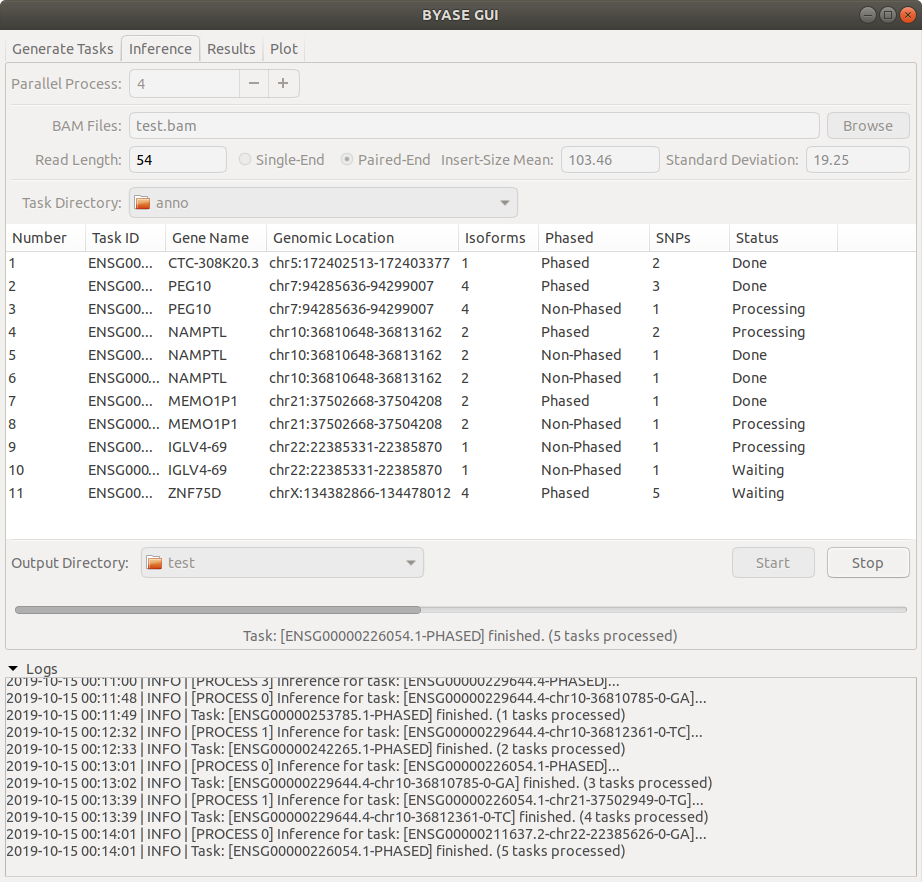 BYASE GUI
Generate Tasks Inference Results Plot
Parallel Process: 4 − +
BAM Files: test.bam Browse
Read Length: 54 Single-End Paired-End Insert-Size Mean: 103.46 Standard Deviation: 19.25
Task Directory: anno
Number Task ID Gene Name Genomic Location Isoforms Phased SNPs Status
1 ENSG00... CTC-308K20.3 chr5:172402513-172403377 1 Phased 2 Done
2 ENSG00... PEG10 chr7:94285636-94299007 4 Phased 3 Done
3 ENSG00... PEG10 chr7:94285636-94299007 4 Non-Phased 1 Processing
4 ENSG00... NAMPTL chr10:36810648-36813162 2 Phased 2 Processing
5 ENSG00... NAMPTL chr10:36810648-36813162 2 Non-Phased 1 Done
6 ENSG000... NAMPTL chr10:36810648-36813162 2 Non-Phased 1 Done
7 ENSG00... MEMO1P1 chr21:37502668-37504208 2 Phased 1 Done
8 ENSG000... MEMO1P1 chr21:37502668-37504208 2 Non-Phased 1 Processing
9 ENSG00... IGLV4-69 chr22:22385331-22385870 1 Non-Phased 1 Processing
10 ENSG000... IGLV4-69 chr22:22385331-22385870 1 Non-Phased 1 Waiting
11 ENSG00... ZNF75D chrX:134382866-134478012 4 Phased 5 Waiting
Output Directory: test Start Stop
Task: [ENSG00000226054.1-PHASED] finished. (5 tasks processed)
Logs
2019-10-15 00:11:00 | INFO | [PROCESS 3] Inference for task: [ENSG00000229644.4-PHASED]...
2019-10-15 00:11:48 | INFO | [PROCESS 0] Inference for task: [ENSG00000229644.4-chr10-36810785-0-GA]...
2019-10-15 00:11:49 | INFO | Task: [ENSG00000253785.1-PHASED] finished. (1 tasks processed)
2019-10-15 00:12:32 | INFO | [PROCESS 1] Inference for task: [ENSG00000229644.4-chr10-36812361-0-TC]...
2019-10-15 00:12:33 | INFO | Task: [ENSG00000242265.1-PHASED] finished. (2 tasks processed)
2019-10-15 00:13:01 | INFO | [PROCESS 0] Inference for task: [ENSG00000226054.1-PHASED]...
2019-10-15 00:13:02 | INFO | Task: [ENSG00000229644.4-chr10-36810785-0-GA] finished. (3 tasks processed)
2019-10-15 00:13:39 | INFO | [PROCESS 1] Inference for task: [ENSG00000226054.1-chr21-37502949-0-TG]...
2019-10-15 00:13:39 | INFO | Task: [ENSG00000229644.4-chr10-36812361-0-TC] finished. (4 tasks processed)
2019-10-15 00:14:01 | INFO | [PROCESS 0] Inference for task: [ENSG00000211637.2-chr22-22385626-0-GA]...
2019-10-15 00:14:01 | INFO | Task: [ENSG00000226054.1-PHASED] finished. (5 tasks processed)